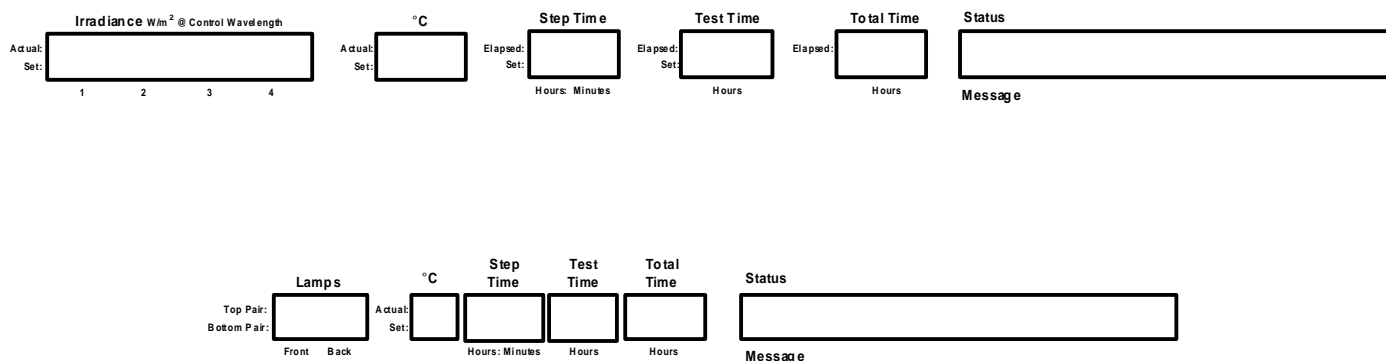 Irradiance W/m² @ Control Wavelength
°C
Step Time
Test Time
Total Time
Status
Actual:
Set:
Actual:
Set:
Elapsed:
Set:
Elapsed:
Set:
Elapsed:
1 2 3 4
Hours: Minutes
Hours
Hours
Message
Lamps
°C
Step
Time
Test
Time
Total
Time
Status
Top Pair:
Bottom Pair:
Actual:
Set:
Front Back
Hours: Minutes
Hours
Hours
Message